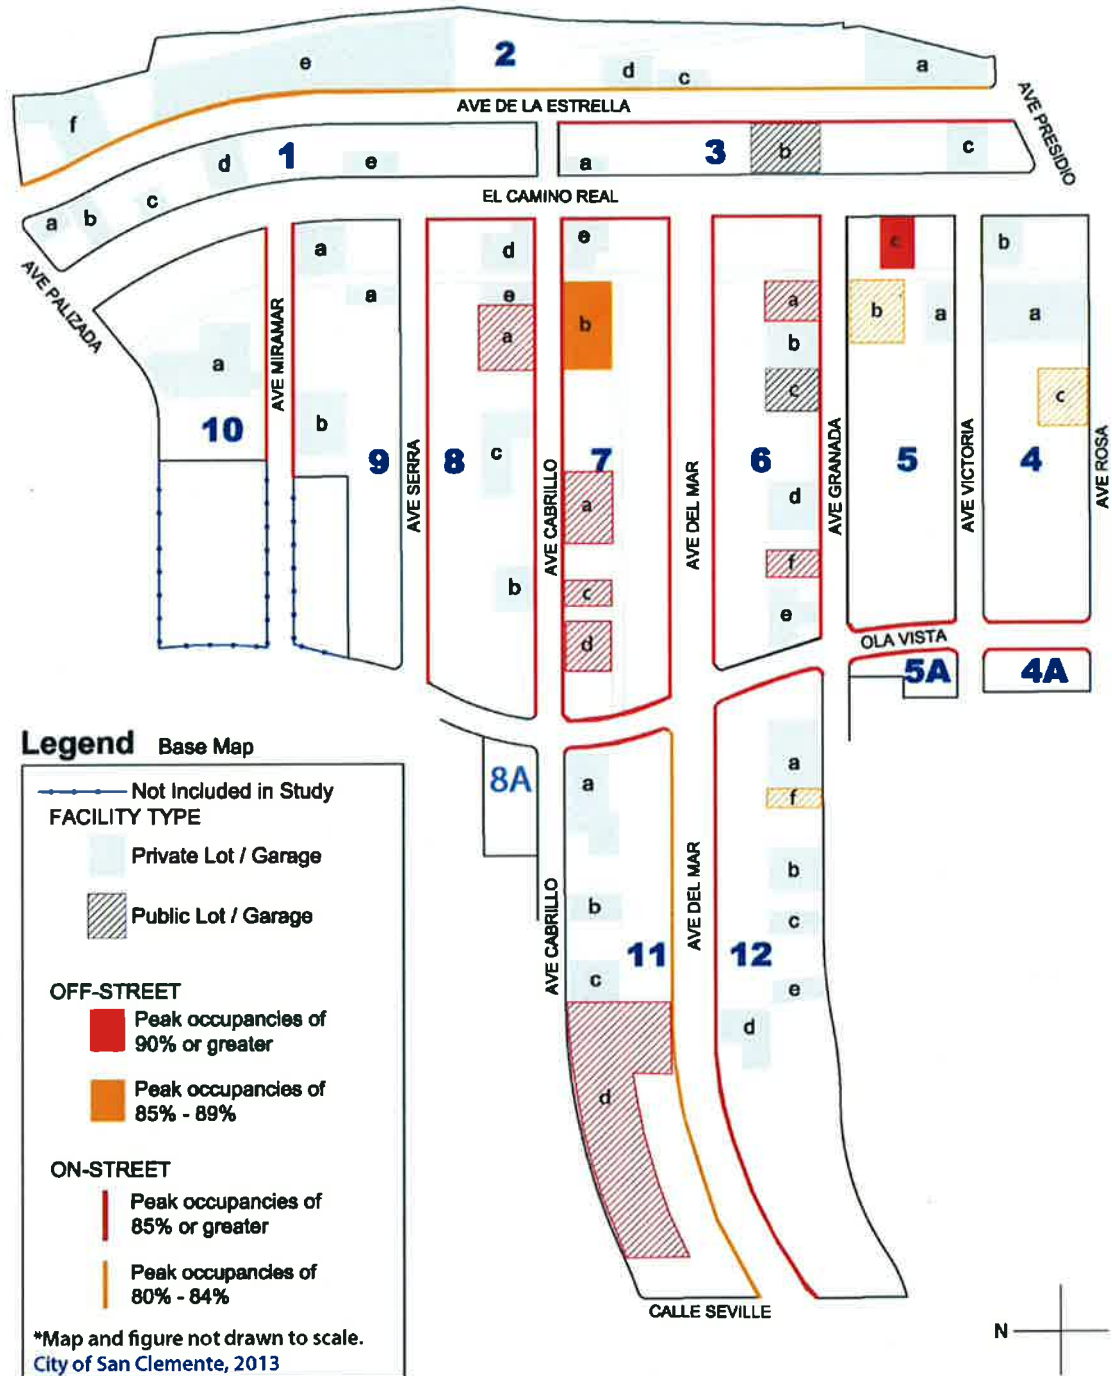 2
e
d
c
a
f
AVE DE LA ESTRELLA
AVE PRESIDIO
1
d
e
c
b
a
3
a
b
c
EL CAMINO REAL
AVE PALIZADA
a
10
AVE MIRAMAR
a
a
b
9
AVE SERRA
d
e
a
c
8
b
AVE CABRILLO
e
b
7
a
c
d
AVE DEL MAR
a
b
c
6
d
f
e
AVE GRANADA
c
b
a
5
AVE VICTORIA
b
a
c
4
AVE ROSA
OLA VISTA
5A
4A
8A
AVE CABRILLO
a
b
11
c
d
AVE DEL MAR
a
f
b
c
12
e
d
CALLE SEVILLE
N
Legend Base Map
Not Included in Study
FACILITY TYPE
Private Lot / Garage
Public Lot / Garage
OFF-STREET
Peak occupancies of
90% or greater
Peak occupancies of
85% - 89%
ON-STREET
Peak occupancies of
85% or greater
Peak occupancies of
80% - 84%
*Map and figure not drawn to scale.
City of San Clemente, 2013